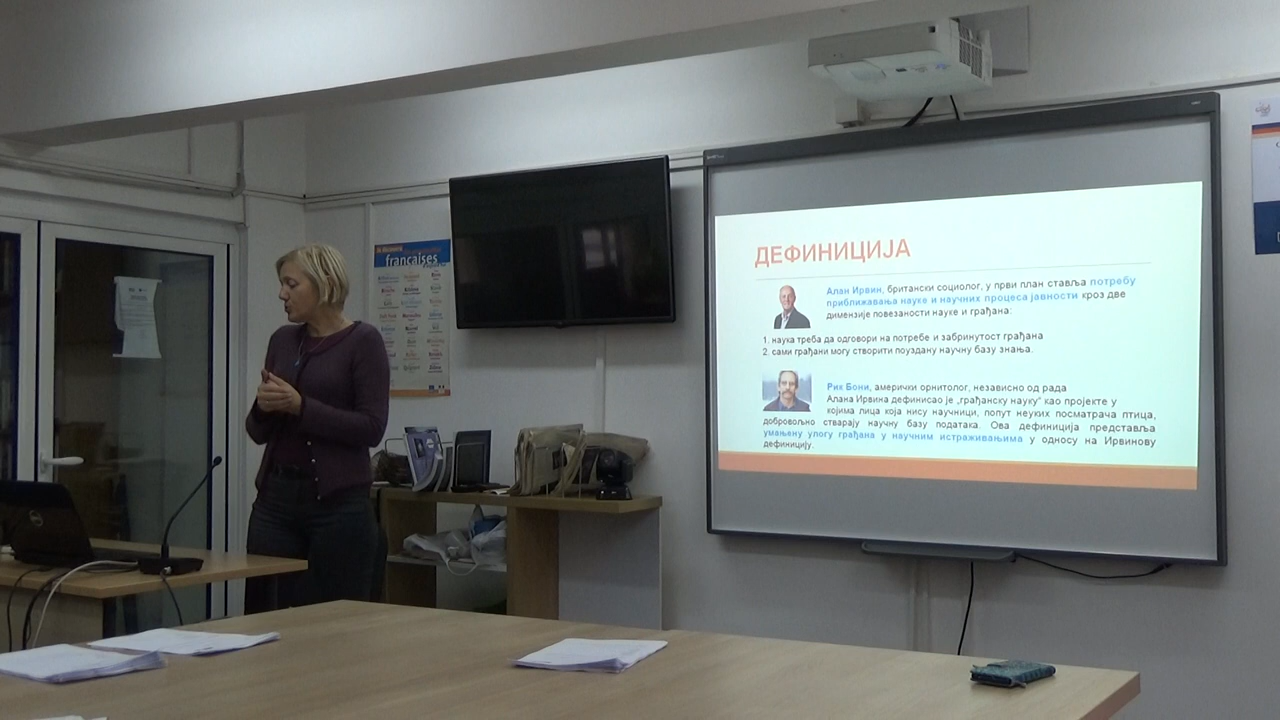 francaises
ДЕФИНИЦИЈА
Алан Ирвин, британски социолог, у први план ставља потребу
приближавања науке и научних процеса јавности кроз две
димензије повезаности науке и грађана:
1. наука треба да одговори на потребе и забринутост грађана
2. сами грађани могу створити поуздану научну базу знања.
Рик Бони, амерички орнитолог, независно од рада
Алана Ирвина дефинисао је „грађанску науку“ као пројекте у
којима лица која нису научници, попут неуких посматрача птица,
добровољно стварају научну базу података. Ова дефиниција представља
умањену улогу грађана у научним истраживањима у односу на Ирвинову
дефиницију.